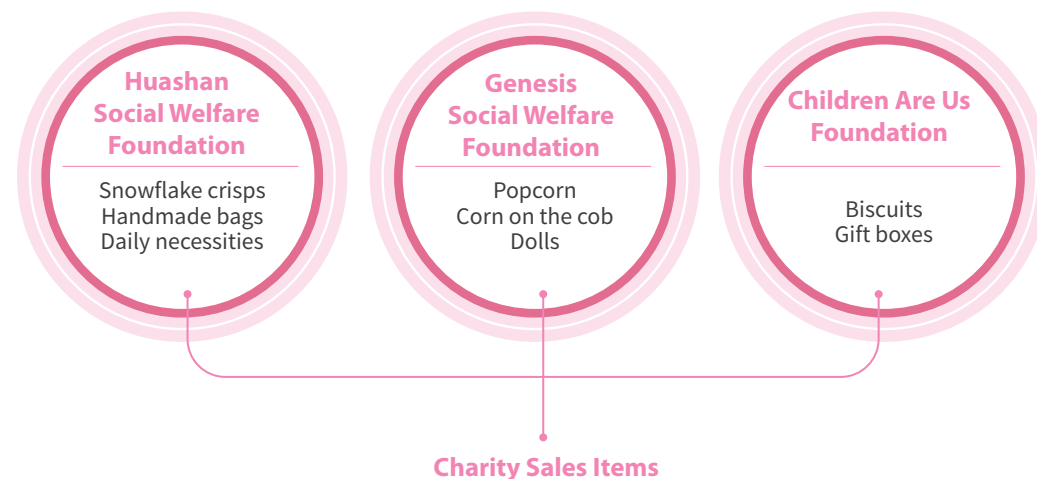 Huashan
Social Welfare
Foundation
Snowflake crisps
Handmade bags
Daily necessities
Genesis
Social Welfare
Foundation
Popcorn
Corn on the cob
Dolls
Children Are Us
Foundation
Biscuits
Gift boxes
Charity Sales Items